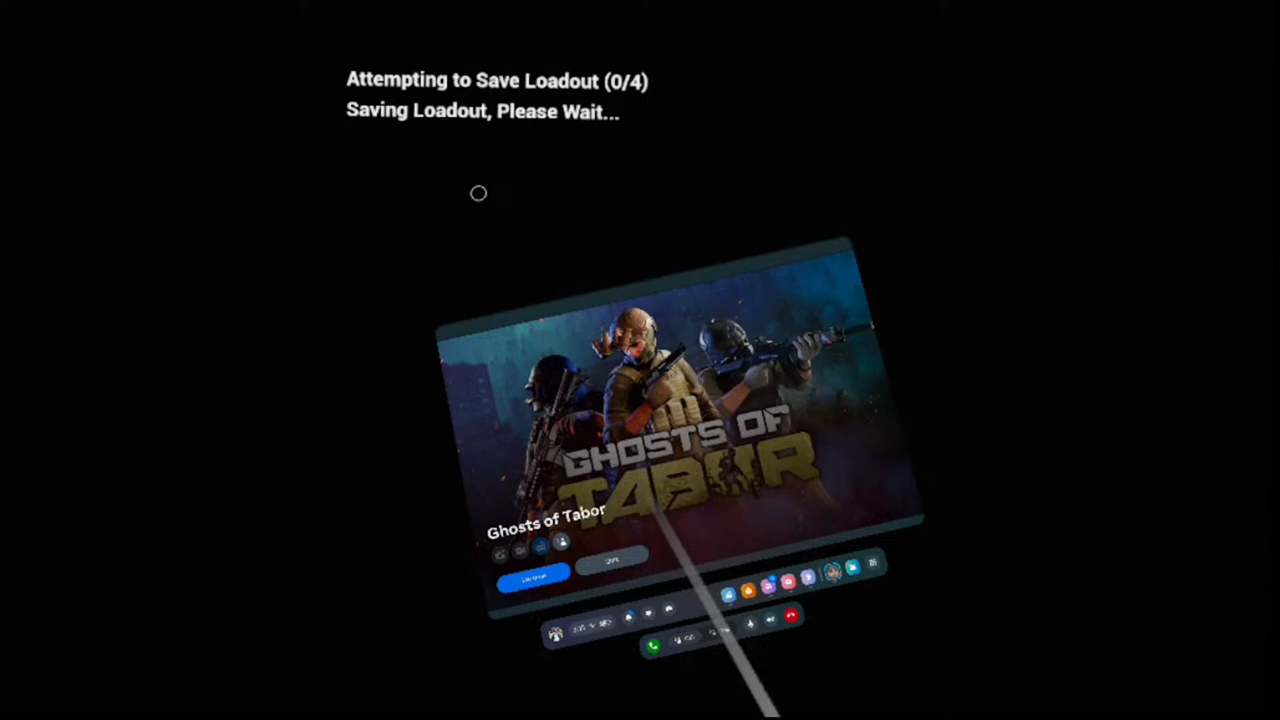 Attempting to Save Loadout (0/4)
Saving Loadout, Please Wait...
GHOSTS OF
TABOR
Ghosts of Tabor